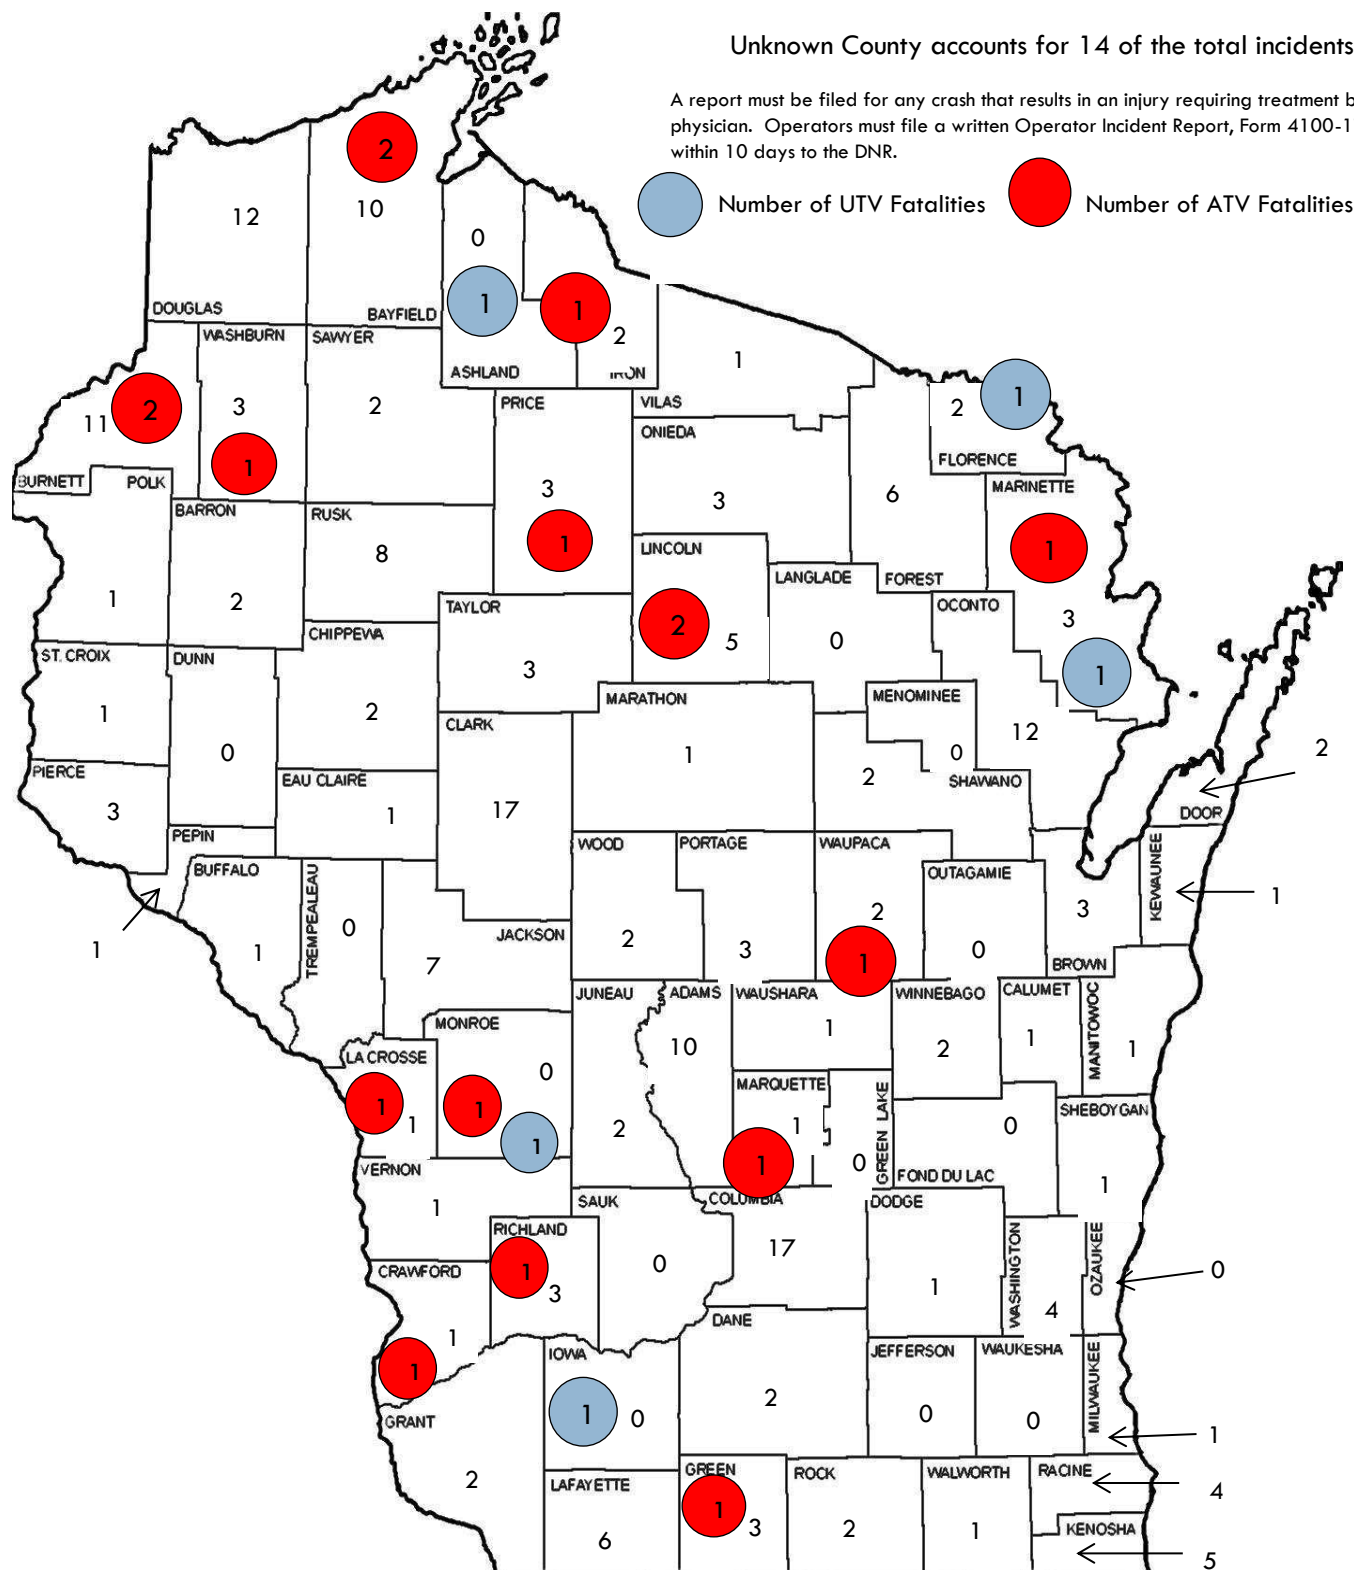 Unknown County accounts for 14 of the total incidents
A report must be filed for any crash that results in an injury requiring treatment b
physician. Operators must file a written Operator Incident Report, Form 4100-1
within 10 days to the DNR.
Number of UTV Fatalities
Number of ATV Fatalities
2
12
10
0
DOUGLAS
BAYFIELD
1
1
2
WASHBURN
SAWYER
ASHLAND
IRON
1
2
11
3
2
PRICE
VILAS
2
1
ONIEDA
FLORENCE
1
BURNETT
POLK
3
3
6
MARINETTE
BARRON
RUSK
8
1
LINCOLN
1
LANGLADE
FOREST
1
2
TAYLOR
OCONTO
3
CHIPPEWA
2
5
0
ST. CROIX
DUNN
3
1
1
2
MARATHON
MENOMINEE
CLARK
0
1
0
12
2
PIERCE
EAU CLAIRE
2
SHAWANO
3
1
17
DOOR
PEPIN
WOOD
PORTAGE
WAUPACA
BUFFALO
TREMPEALEAU
OUTAGAMIE
KEWAUNEE
1
1
1
0
JACKSON
2
3
7
2
3
0
1
BROWN
JUNEAU
ADAMS
WAUSHARA
WINNEBAGO
CALUMET
MANITOWOC
MONROE
1
LA CROSSE
0
10
2
1
1
1
1
1
MARQUETTE
GREEN LAKE
SHEBOYGAN
1
2
1
0
1
VERNON
1
0
FOND DU LAC
1
SAUK
COLUMBIA
DODGE
1
RICHLAND
0
17
WASHINGTON
OZAUKEE
0
CRAWFORD
1
3
1
4
1
DANE
1
IOWA
JEFFERSON
WAUKESHA
MILWAUKEE
GRANT
1
0
2
0
0
1
2
LAFAYETTE
GREEN
ROCK
WALWORTH
RACINE
4
1
6
3
2
1
KENOSHA
5